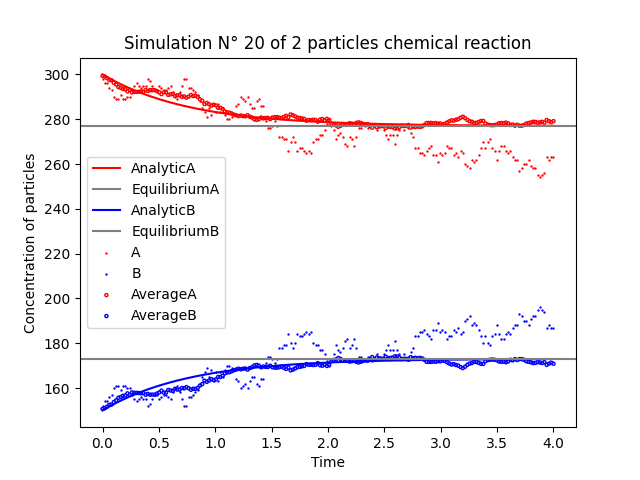 Simulation N° 20 of 2 particles chemical reaction
Concentration of particles
300
280
260
240
220
200
180
160
AnalyticA
EquilibriumA
AnalyticB
EquilibriumB
A
B
AverageA
AverageB
0.0 0.5 1.0 1.5 2.0 2.5 3.0 3.5 4.0
Time